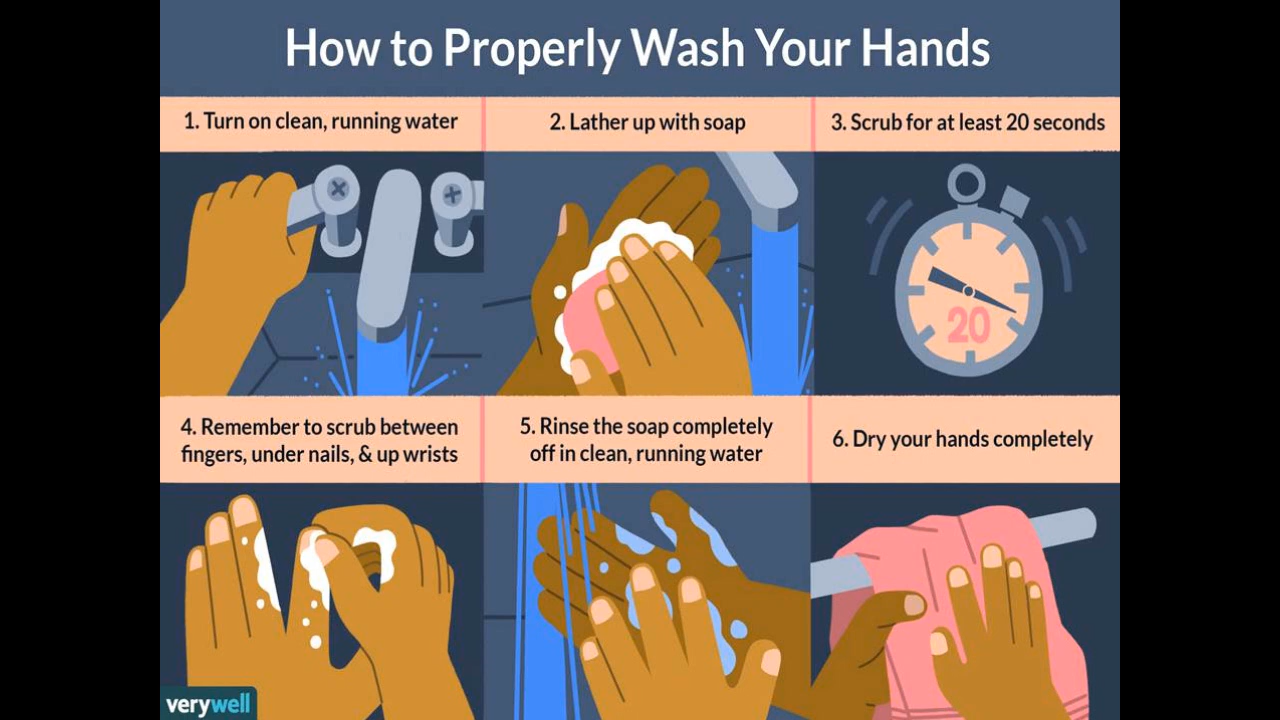 How to Properly Wash Your Hands
1. Turn on clean, running water
2. Lather up with soap
3. Scrub for at least 20 seconds
20
4. Remember to scrub between
fingers, under nails, & up wrists
5. Rinse the soap completely
off in clean, running water
6. Dry your hands completely
verywell